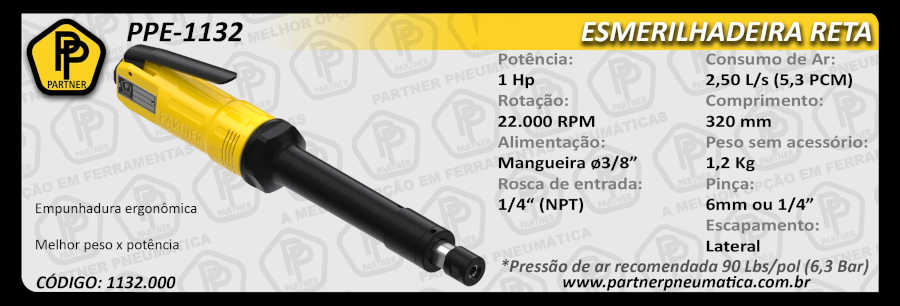 PPE-1132
ESMERILHADEIRA RETA
PP
PARTNER
PARTNER
Potência:
1 Hp
Rotação:
22.000 RPM
Alimentação:
Mangueira ø3/8”
Rosca de entrada:
1/4“ (NPT)
Consumo de Ar:
2,50 L/s (5,3 PCM)
Comprimento:
320 mm
Peso sem acessório:
1,2 Kg
Pinça:
6mm ou 1/4”
Escapamento:
Lateral
Empunhadura ergonômica
Melhor peso x potência
CÓDIGO: 1132.000
*Pressão de ar recomendada 90 Lbs/pol (6,3 Bar)
www.partnerpneumatica.com.br